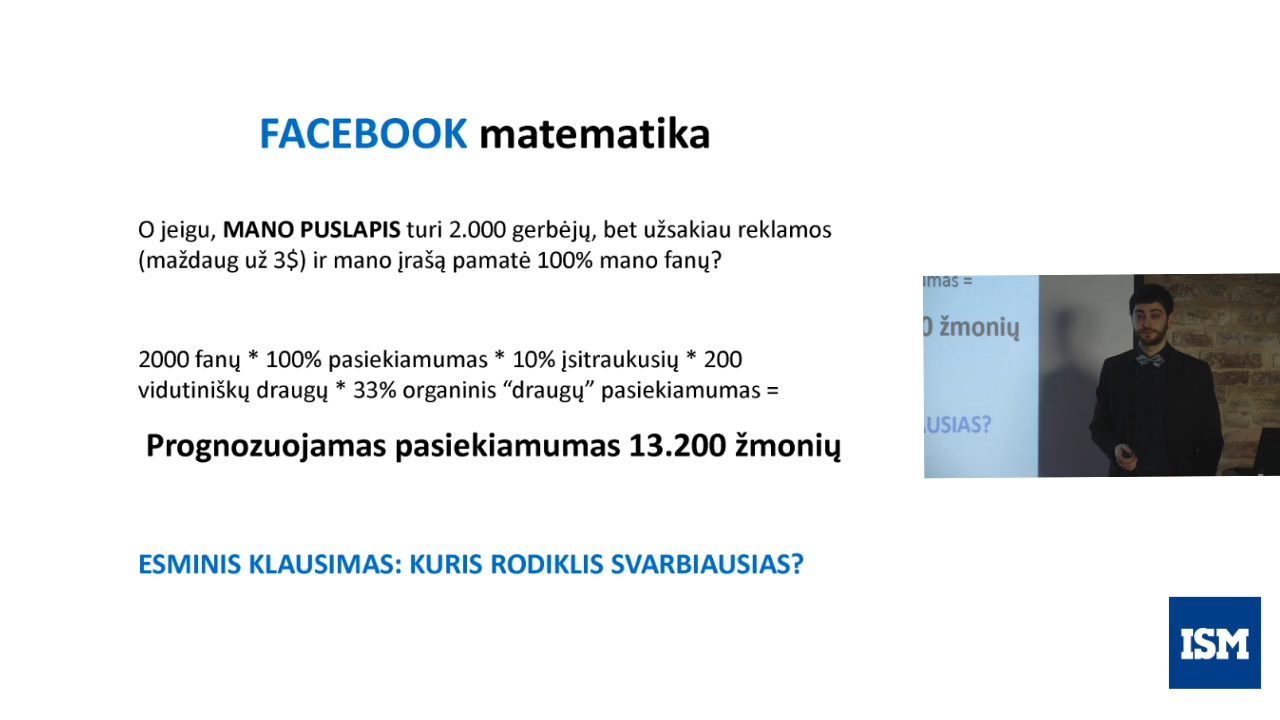 FACEBOOK matematika
O jeigu, MANO PUSLAPIS turi 2.000 gerbėjų, bet užsakiau reklamos
(maždaug už 3$) ir mano įrašą pamatė 100% mano fanų?
2000 fanų * 100% pasiekiamumas * 10% įsitraukusių * 200
vidutiniškų draugų * 33% organinis “draugų” pasiekiamumas =
Prognozuojamas pasiekiamumas 13.200 žmonių
ESMINIS KLAUSIMAS: KURIS RODIKLIS SVARBIAUSIAS?
umas =
0 žmonių
USIAS?
ISM